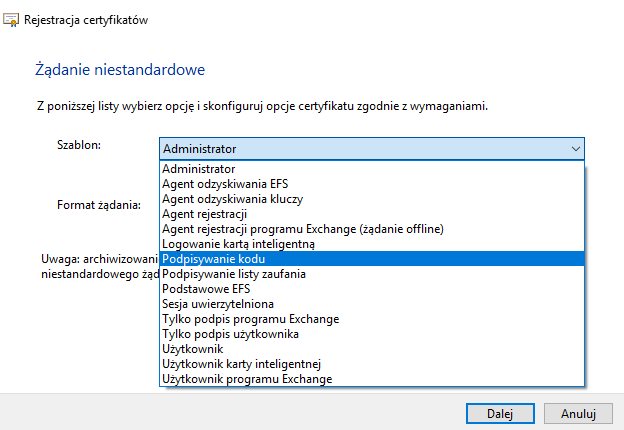 Rejestracja certyfikatów
Żądanie niestandardowe
Z poniższej listy wybierz opcję i skonfiguruj opcje certyfikatu zgodnie z wymaganiami.
Szablon:
Administrator
Administrator
Agent odzyskiwania EFS
Agent odzyskiwania kluczy
Agent rejestracji
Agent rejestracji programu Exchange (żądanie offline)
Logowanie kartą inteligentną
Podpisywanie kodu
Podpisywanie listy zaufania
Podstawowe EFS
Sesja uwierzytelniona
Tylko podpis programu Exchange
Tylko podpis użytkownika
Użytkownik
Użytkownik karty inteligentnej
Użytkownik programu Exchange
Format żądania:
Uwaga: archiwizowani
niestandardowego żąd
Dalej
Anuluj